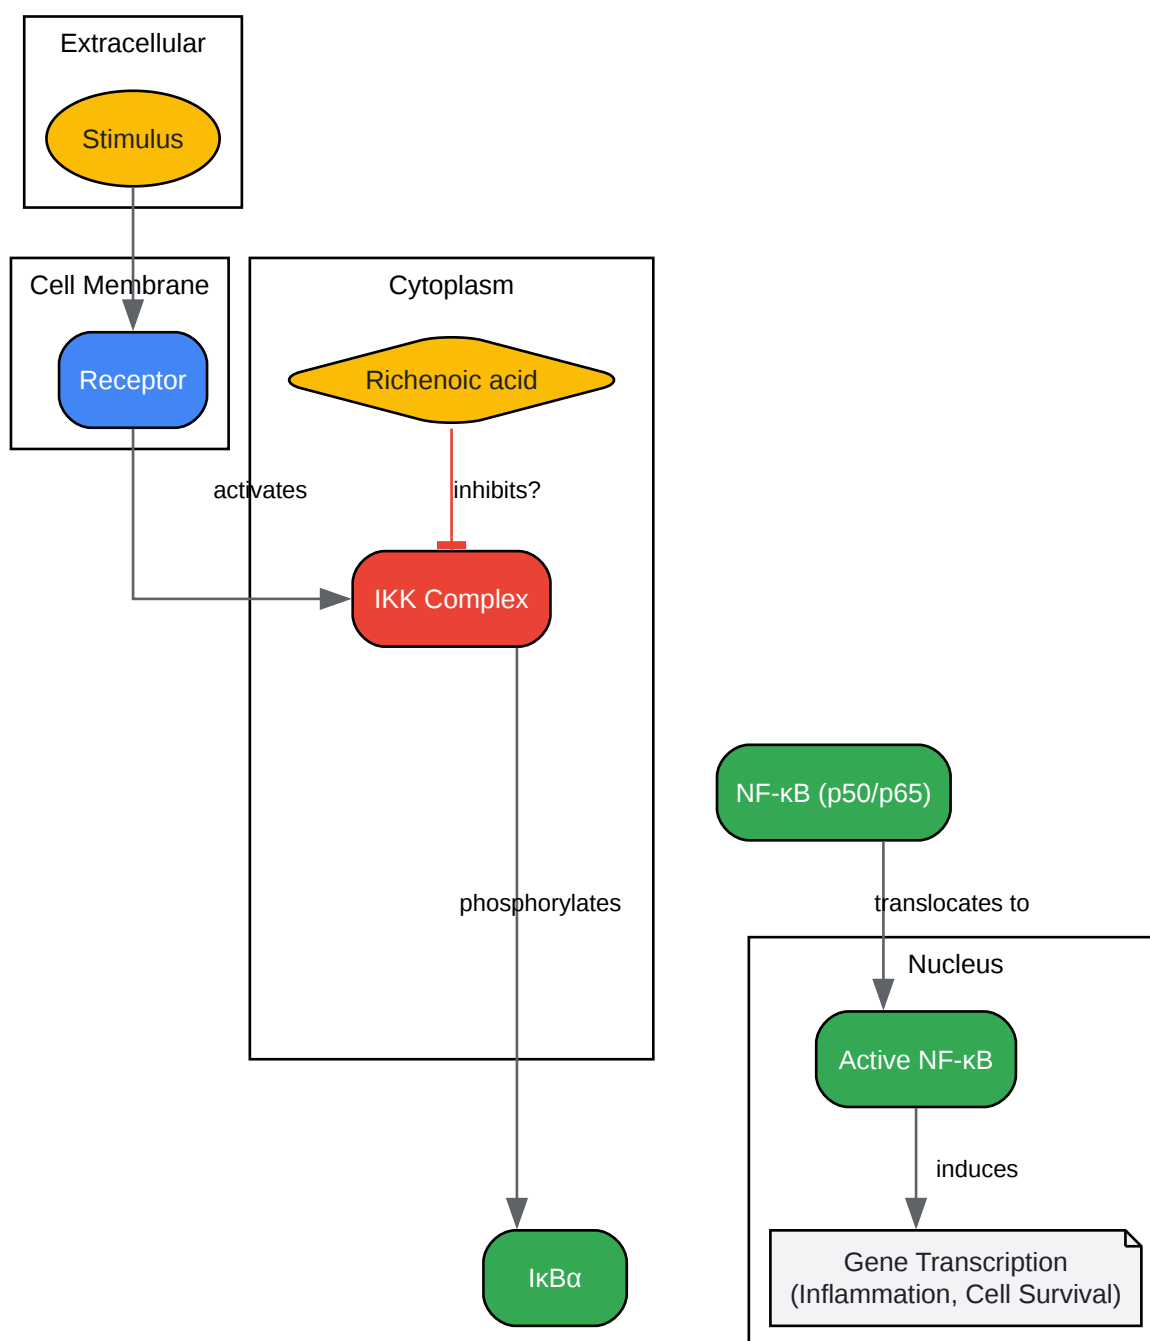 Extracellular
Stimulus
Cell Membrane
Receptor
Cytoplasm
Richenoic acid
activates
inhibits?
IKK Complex
NF-κB (p50/p65)
phosphorylates
translocates to
Nucleus
Active NF-κB
induces
IκBα
Gene Transcription
(Inflammation, Cell Survival)